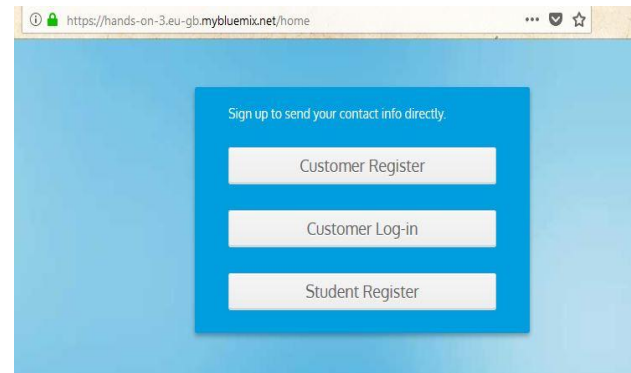 https://hands-on-3.eu-gb.mybluemix.net/home
Sign up to send your contact info directly.
Customer Register
Customer Log-in
Student Register